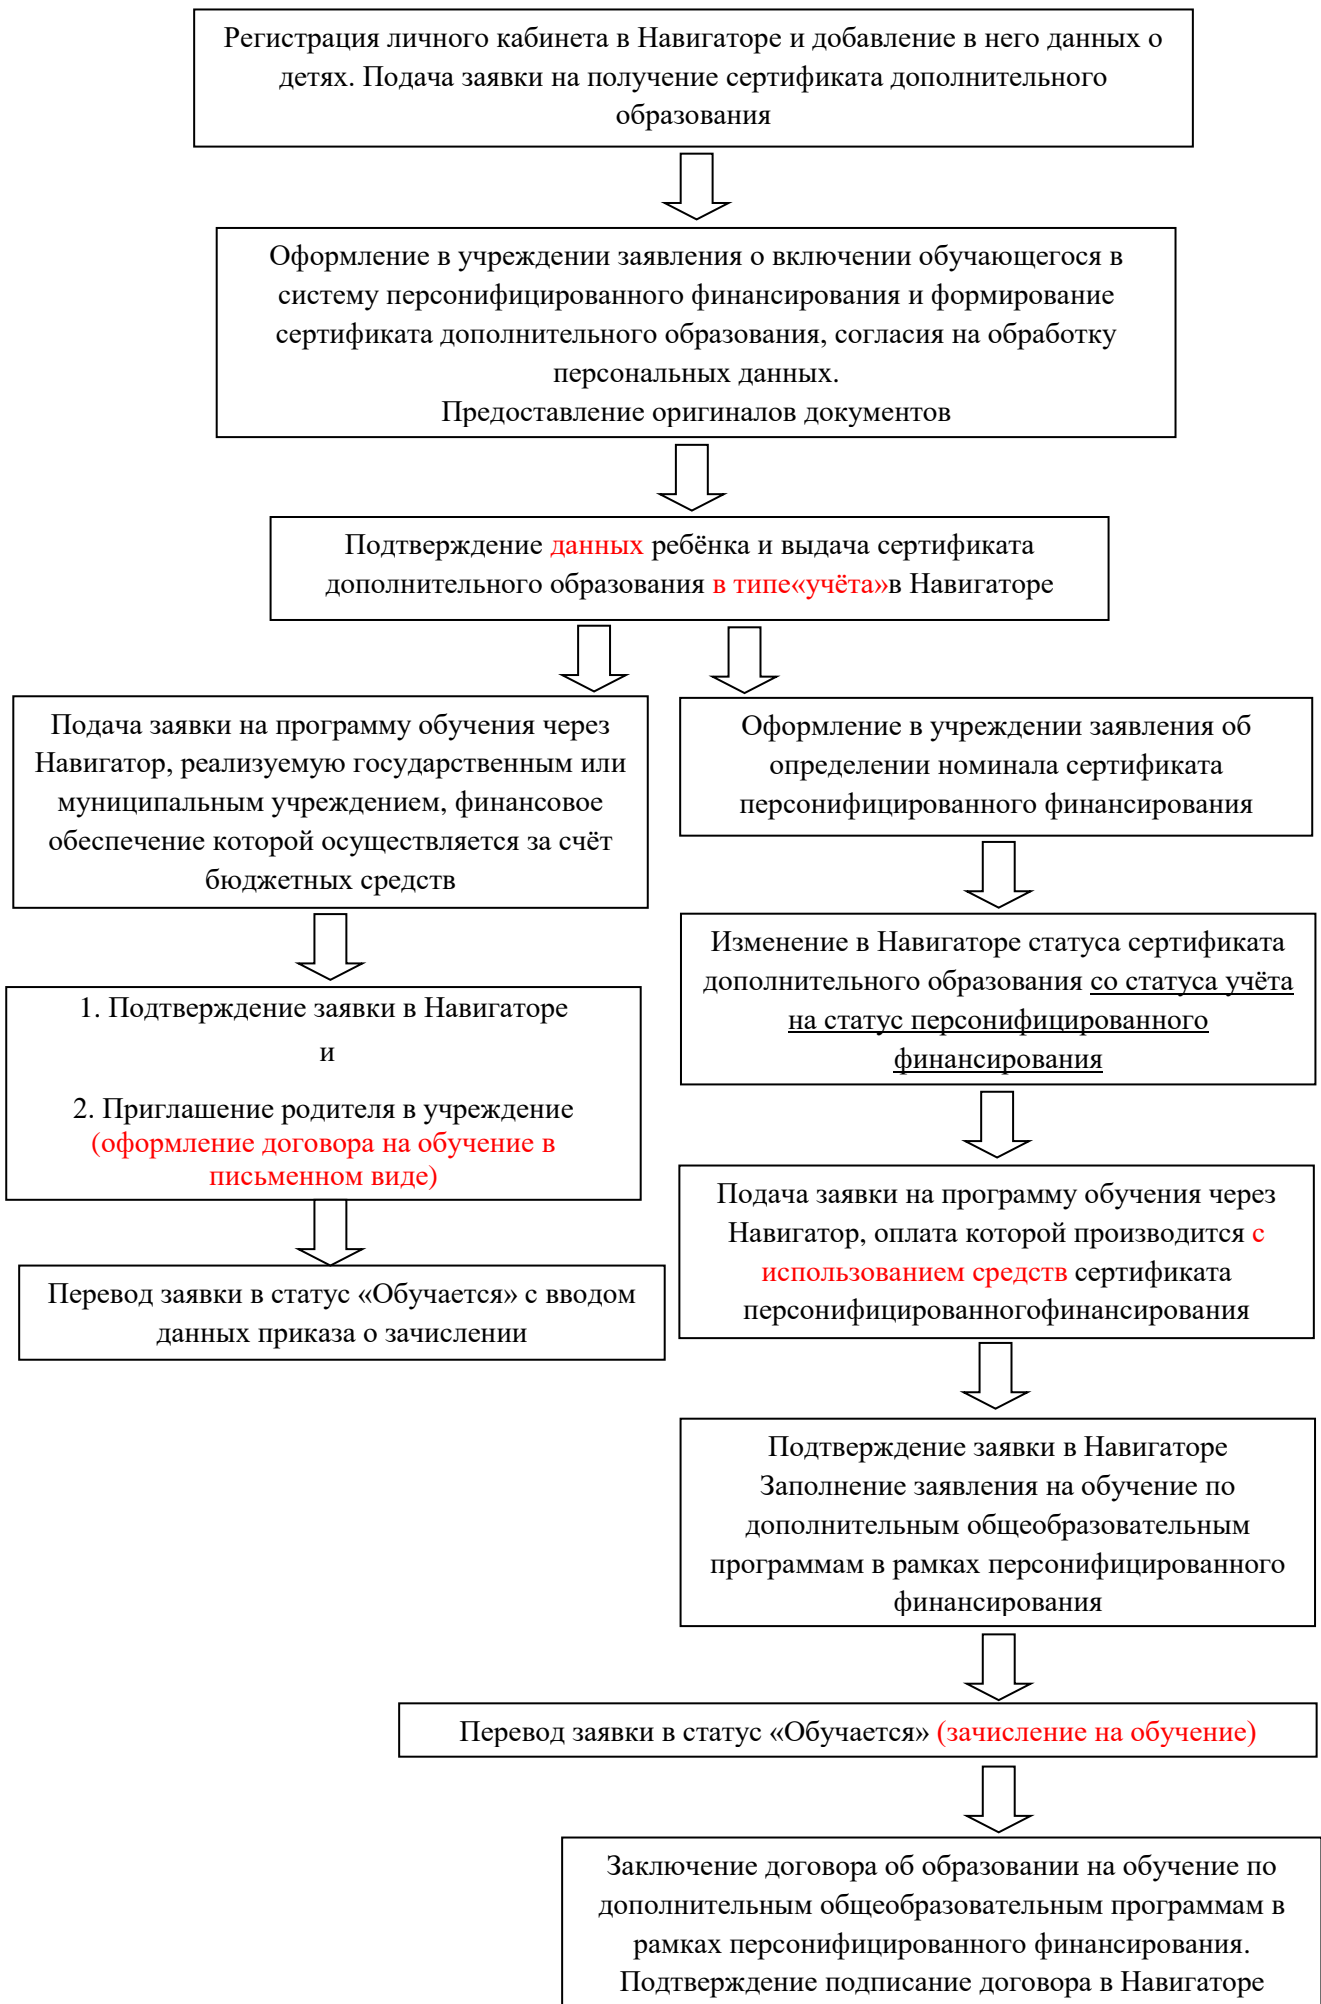 Регистрация личного кабинета в Навигаторе и добавление в него данных о
детях. Подача заявки на получение сертификата дополнительного
образования
Оформление в учреждении заявления о включении обучающегося в
систему персонифицированного финансирования и формирование
сертификата дополнительного образования, согласия на обработку
персональных данных.
Предоставление оригиналов документов
Подтверждение данных ребёнка и выдача сертификата
дополнительного образования в типе«учёта»в Навигаторе
Подача заявки на программу обучения через
Навигатор, реализуемую государственным или
муниципальным учреждением, финансовое
обеспечение которой осуществляется за счёт
бюджетных средств
1. Подтверждение заявки в Навигаторе
и
2. Приглашение родителя в учреждение
(оформление договора на обучение в
письменном виде)
Перевод заявки в статус «Обучается» с вводом
данных приказа о зачислении
Оформление в учреждении заявления об
определении номинала сертификата
персонифицированного финансирования
Изменение в Навигаторе статуса сертификата
дополнительного образования со статуса учёта
на статус персонифицированного
финансирования
Подача заявки на программу обучения через
Навигатор, оплата которой производится с
использованием средств сертификата
персонифицированногофинансирования
Подтверждение заявки в Навигаторе
Заполнение заявления на обучение по
дополнительным общеобразовательным
программам в рамках персонифицированного
финансирования
Перевод заявки в статус «Обучается» (зачисление на обучение)
Заключение договора об образовании на обучение по
дополнительным общеобразовательным программам в
рамках персонифицированного финансирования.
Подтверждение подписание договора в Навигаторе